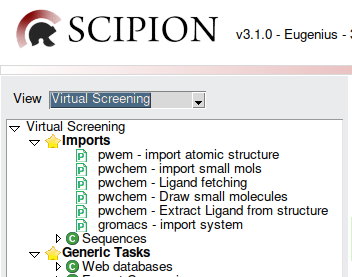 SCIPION v3.1.0 - Eugenius -
View Virtual Screening
Virtual Screening
Imports
pwem - import atomic structure
pwchem - import small mols
pwchem - Ligand fetching
pwchem - Draw small molecules
pwchem - Extract Ligand from structure
gromacs - import system
Sequences
Generic Tasks
Web databases